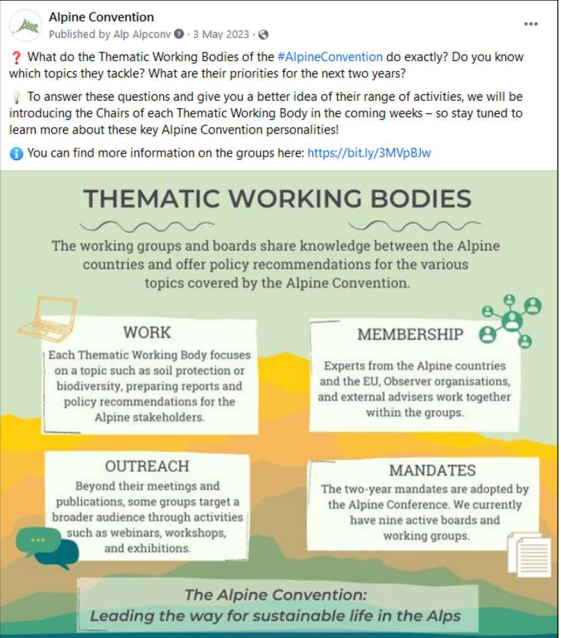 Alpine Convention
Published by Alp Alpconv · 3 May 2023 ·
What do the Thematic Working Bodies of the #AlpineConvention do exactly? Do you know
which topics they tackle? What are their priorities for the next two years?
To answer these questions and give you a better idea of their range of activities, we will be
introducing the Chairs of each Thematic Working Body in the coming weeks – so stay tuned to
learn more about these key Alpine Convention personalities!
You can find more information on the groups here: https://bit.ly/3MVpBJw
THEMATIC WORKING BODIES
The working groups and boards share knowledge between the Alpine
countries and offer policy recommendations for the various
topics covered by the Alpine Convention.
WORK
Each Thematic Working Body focuses
on a topic such as soil protection or
biodiversity, preparing reports and
policy recommendations for the
Alpine stakeholders.
MEMBERSHIP
Experts from the Alpine countries
and the EU, Observer organisations,
and external advisers work together
within the groups.
OUTREACH
Beyond their meetings and
publications, some groups target a
broader audience through activities
such as webinars, workshops,
and exhibitions.
MANDATES
The two-year mandates are adopted by
the Alpine Conference. We currently
have nine active boards and
working groups.
The Alpine Convention:
Leading the way for sustainable life in the Alps